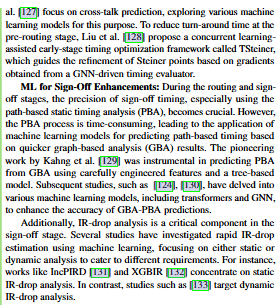 al. [127] focus on cross-talk prediction, exploring various machine
learning models for this purpose. To reduce turn-around time at the
pre-routing stage, Liu et al. [128] propose a concurrent learning-
assisted early-stage timing optimization framework called TSteiner,
which guides the refinement of Steiner points based on gradients
obtained from a GNN-driven timing evaluator.
ML for Sign-Off Enhancements: During the routing and sign-
off stages, the precision of sign-off timing, especially using the
path-based static timing analysis (PBA), becomes crucial. However,
the PBA process is time-consuming, leading to the application of
machine learning models for predicting path-based timing based
on quicker graph-based analysis (GBA) results. The pioneering
work by Kahng et al. [129] was instrumental in predicting PBA
from GBA using carefully engineered features and a tree-based
model. Subsequent studies, such as [124], [130], have delved into
various machine learning models, including transformers and GNN,
to enhance the accuracy of GBA-PBA predictions.
Additionally, IR-drop analysis is a critical component in the
sign-off stage. Several studies have investigated rapid IR-drop
estimation using machine learning, focusing on either static or
dynamic analysis to cater to different requirements. For instance,
works like IncPIRD [131] and XGBIR [132] concentrate on static
IR-drop analysis. In contrast, studies such as [133] target dynamic
IR-drop analysis.